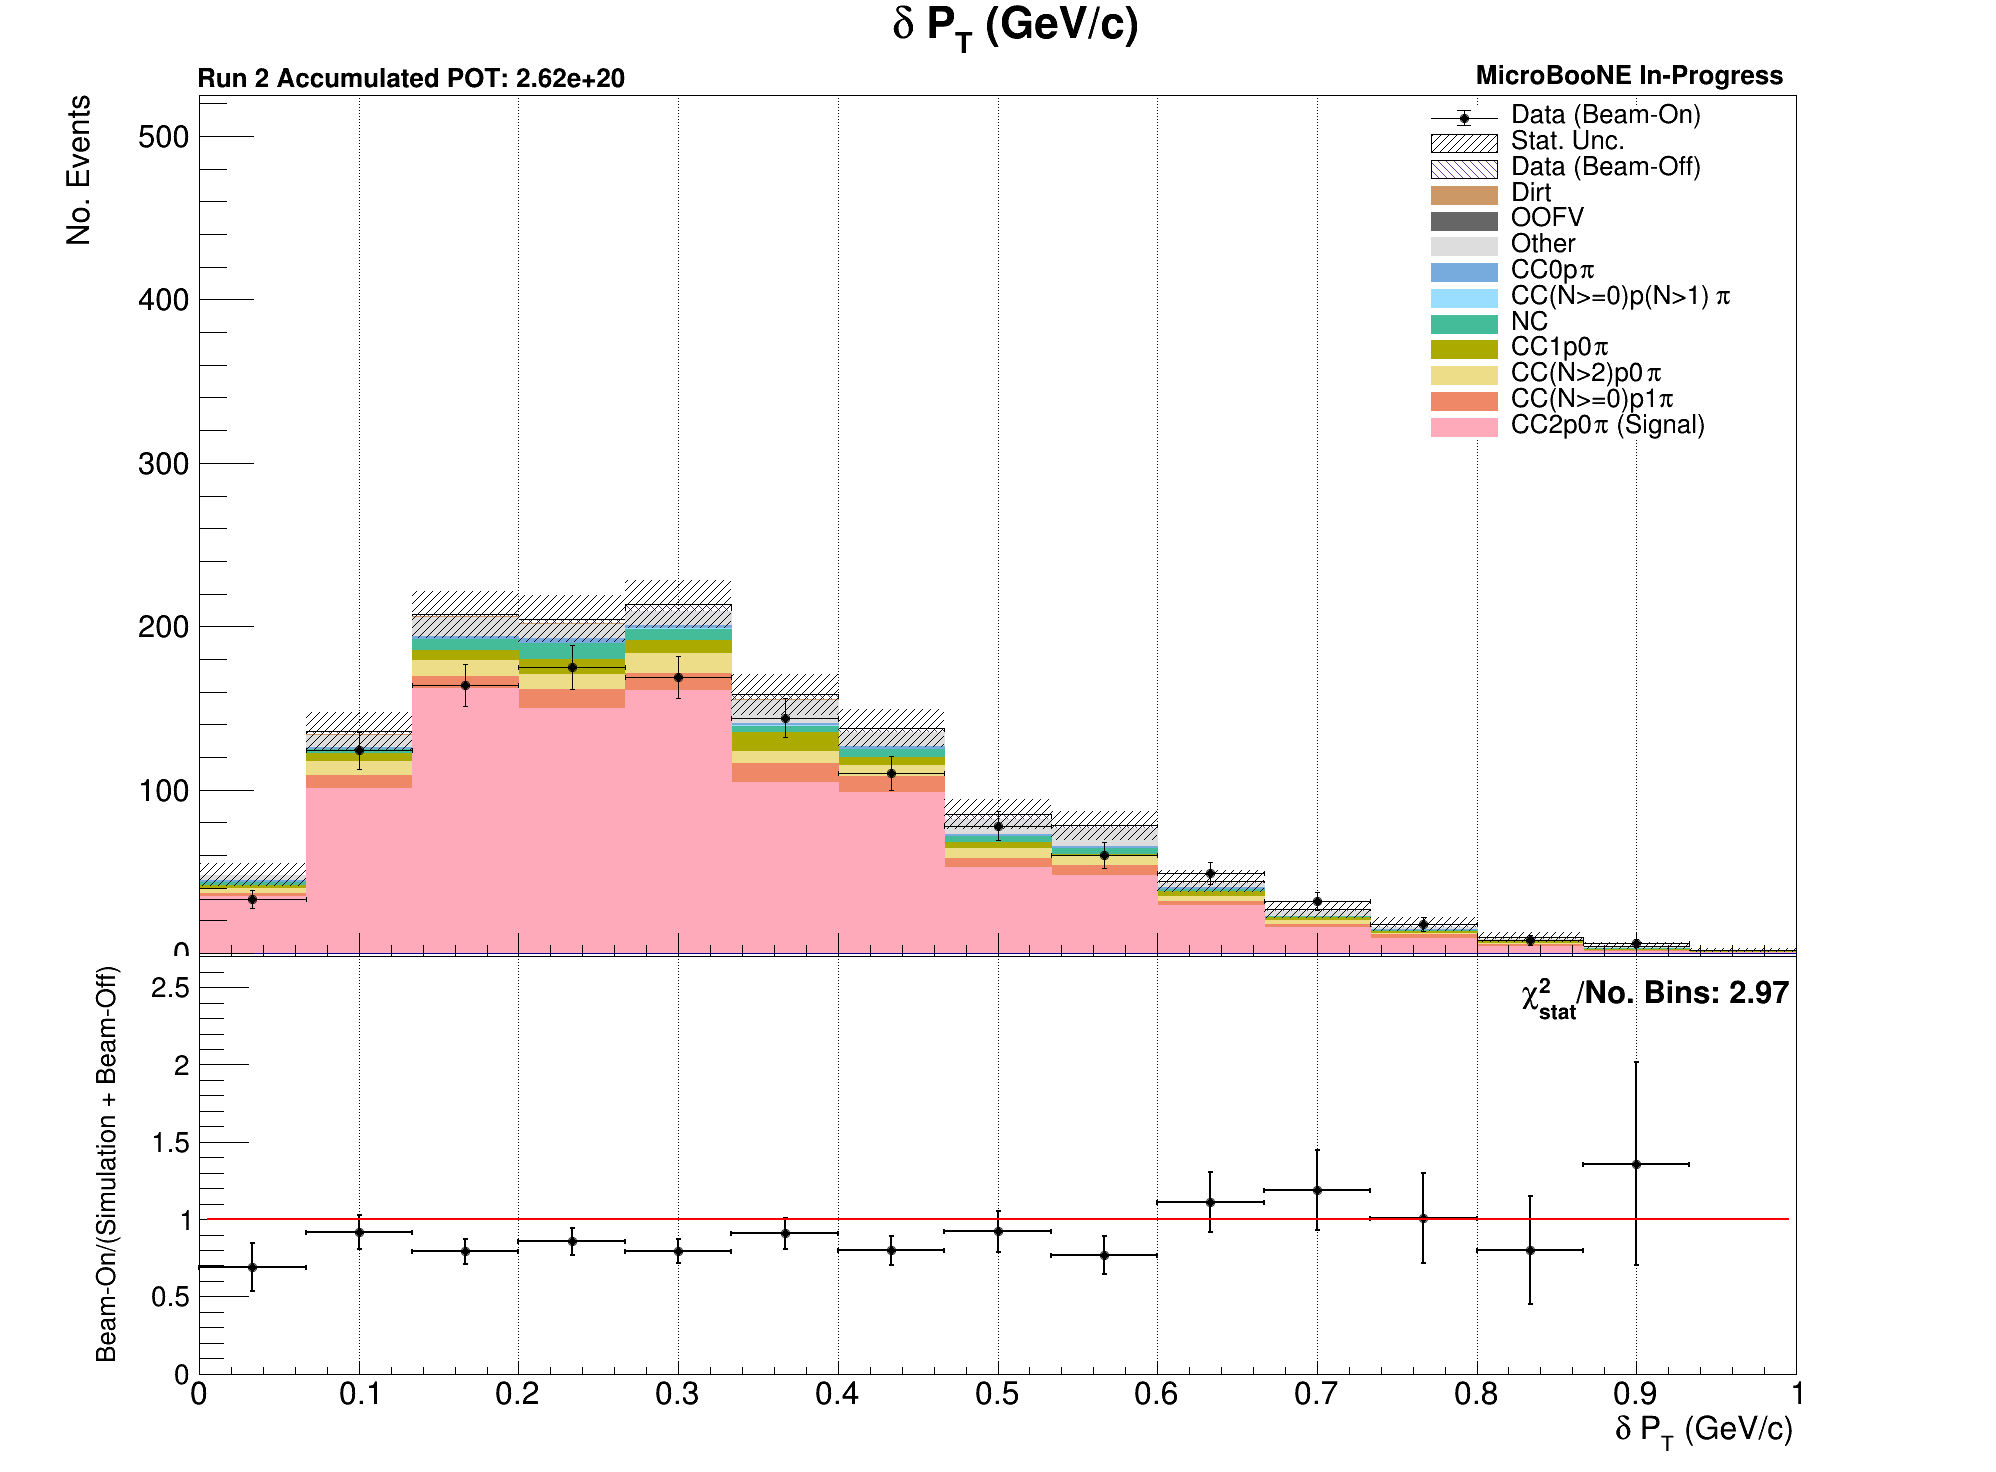 δ P_T (GeV/c)
Run 2 Accumulated POT: 2.62e+20
MicroBooNE In-Progress
No. Events
500
400
300
200
100
0
Data (Beam-On)
Stat. Unc.
Data (Beam-Off)
Dirt
OOFV
Other
CC0pπ
CC(N>=0)p(N>1) π
NC
CC1p0π
CC(N>2)p0π
CC(N>=0)p1π
CC2p0π (Signal)
Beam-On/(Simulation + Beam-Off)
2.5
2
1.5
1
0.5
0
χ²_stat/No. Bins: 2.97
0 0.1 0.2 0.3 0.4 0.5 0.6 0.7 0.8 0.9 1
δ P_T (GeV/c)